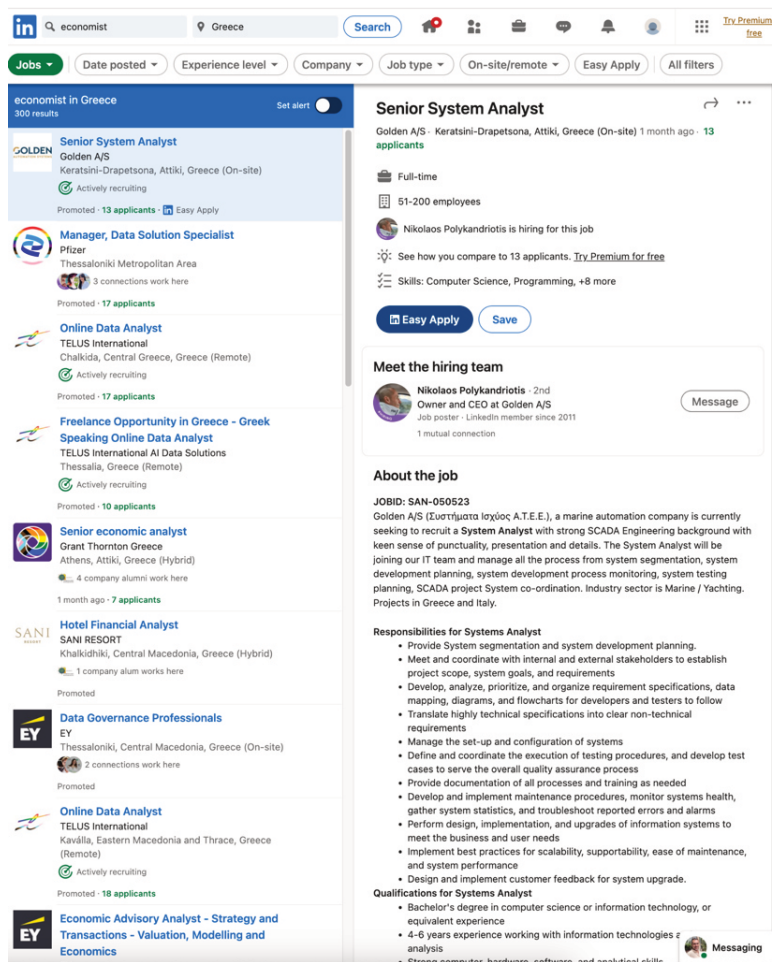 in
economist
Greece
Search
Try Premium
free
Jobs
Date posted
Experience level
Company
Job type
On-site/remote
Easy Apply
All filters
economist in Greece
300 results
Set alert
GOLDEN
Senior System Analyst
Golden A/S
Keratsini-Drapetsona, Attiki, Greece (On-site)
Actively recruiting
Promoted · 13 applicants · in Easy Apply
Manager, Data Solution Specialist
Pfizer
Thessaloniki Metropolitan Area
3 connections work here
Promoted · 17 applicants
Online Data Analyst
TELUS International
Chalkida, Central Greece, Greece (Remote)
Actively recruiting
Promoted · 17 applicants
Freelance Opportunity in Greece - Greek
Speaking Online Data Analyst
TELUS International AI Data Solutions
Thessalia, Greece (Remote)
Actively recruiting
Promoted · 10 applicants
Senior economic analyst
Grant Thornton Greece
Athens, Attiki, Greece (Hybrid)
4 company alumni work here
1 month ago · 7 applicants
SANI
RESORT
Hotel Financial Analyst
SANI RESORT
Khalkidhiki, Central Macedonia, Greece (Hybrid)
1 company alum works here
Promoted
EY
Data Governance Professionals
EY
Thessaloniki, Central Macedonia, Greece (On-site)
2 connections work here
Promoted
Online Data Analyst
TELUS International
Kaválla, Eastern Macedonia and Thrace, Greece
(Remote)
Actively recruiting
Promoted · 18 applicants
EY
Economic Advisory Analyst - Strategy and
Transactions - Valuation, Modelling and
Economics
Senior System Analyst
Golden A/S · Keratsini-Drapetsona, Attiki, Greece (On-site) 1 month ago · 13
applicants
Full-time
51-200 employees
Nikolaos Polykandriotis is hiring for this job
See how you compare to 13 applicants. Try Premium for free
Skills: Computer Science, Programming, +8 more
in Easy Apply
Save
Meet the hiring team
Nikolaos Polykandriotis · 2nd
Owner and CEO at Golden A/S
Job poster · LinkedIn member since 2011
1 mutual connection
Message
About the job
JOBID: SAN-050523
Golden A/S (Συστήματα Ισχύος Α.Τ.Ε.Ε.), a marine automation company is currently
seeking to recruit a System Analyst with strong SCADA Engineering background with
keen sense of punctuality, presentation and details. The System Analyst will be
joining our IT team and manage all the process from system segmentation, system
development planning, system development process monitoring, system testing
planning, SCADA project System co-ordination. Industry sector is Marine / Yachting.
Projects in Greece and Italy.
Responsibilities for Systems Analyst
• Provide System segmentation and system development planning.
• Meet and coordinate with internal and external stakeholders to establish
project scope, system goals, and requirements
• Develop, analyze, prioritize, and organize requirement specifications, data
mapping, diagrams, and flowcharts for developers and testers to follow
• Translate highly technical specifications into clear non-technical
requirements
• Manage the set-up and configuration of systems
• Define and coordinate the execution of testing procedures, and develop test
cases to serve the overall quality assurance process
• Provide documentation of all processes and training as needed
• Develop and implement maintenance procedures, monitor systems health,
gather system statistics, and troubleshoot reported errors and alarms
• Perform design, implementation, and upgrades of information systems to
meet the business and user needs
• Implement best practices for scalability, supportability, ease of maintenance,
and system performance
• Design and implement customer feedback for system upgrade.
Qualifications for Systems Analyst
• Bachelor's degree in computer science or information technology, or
equivalent experience
• 4-6 years experience working with information technologies
analysis
• Strong computer, hardware, software, and analytical skills
Messaging